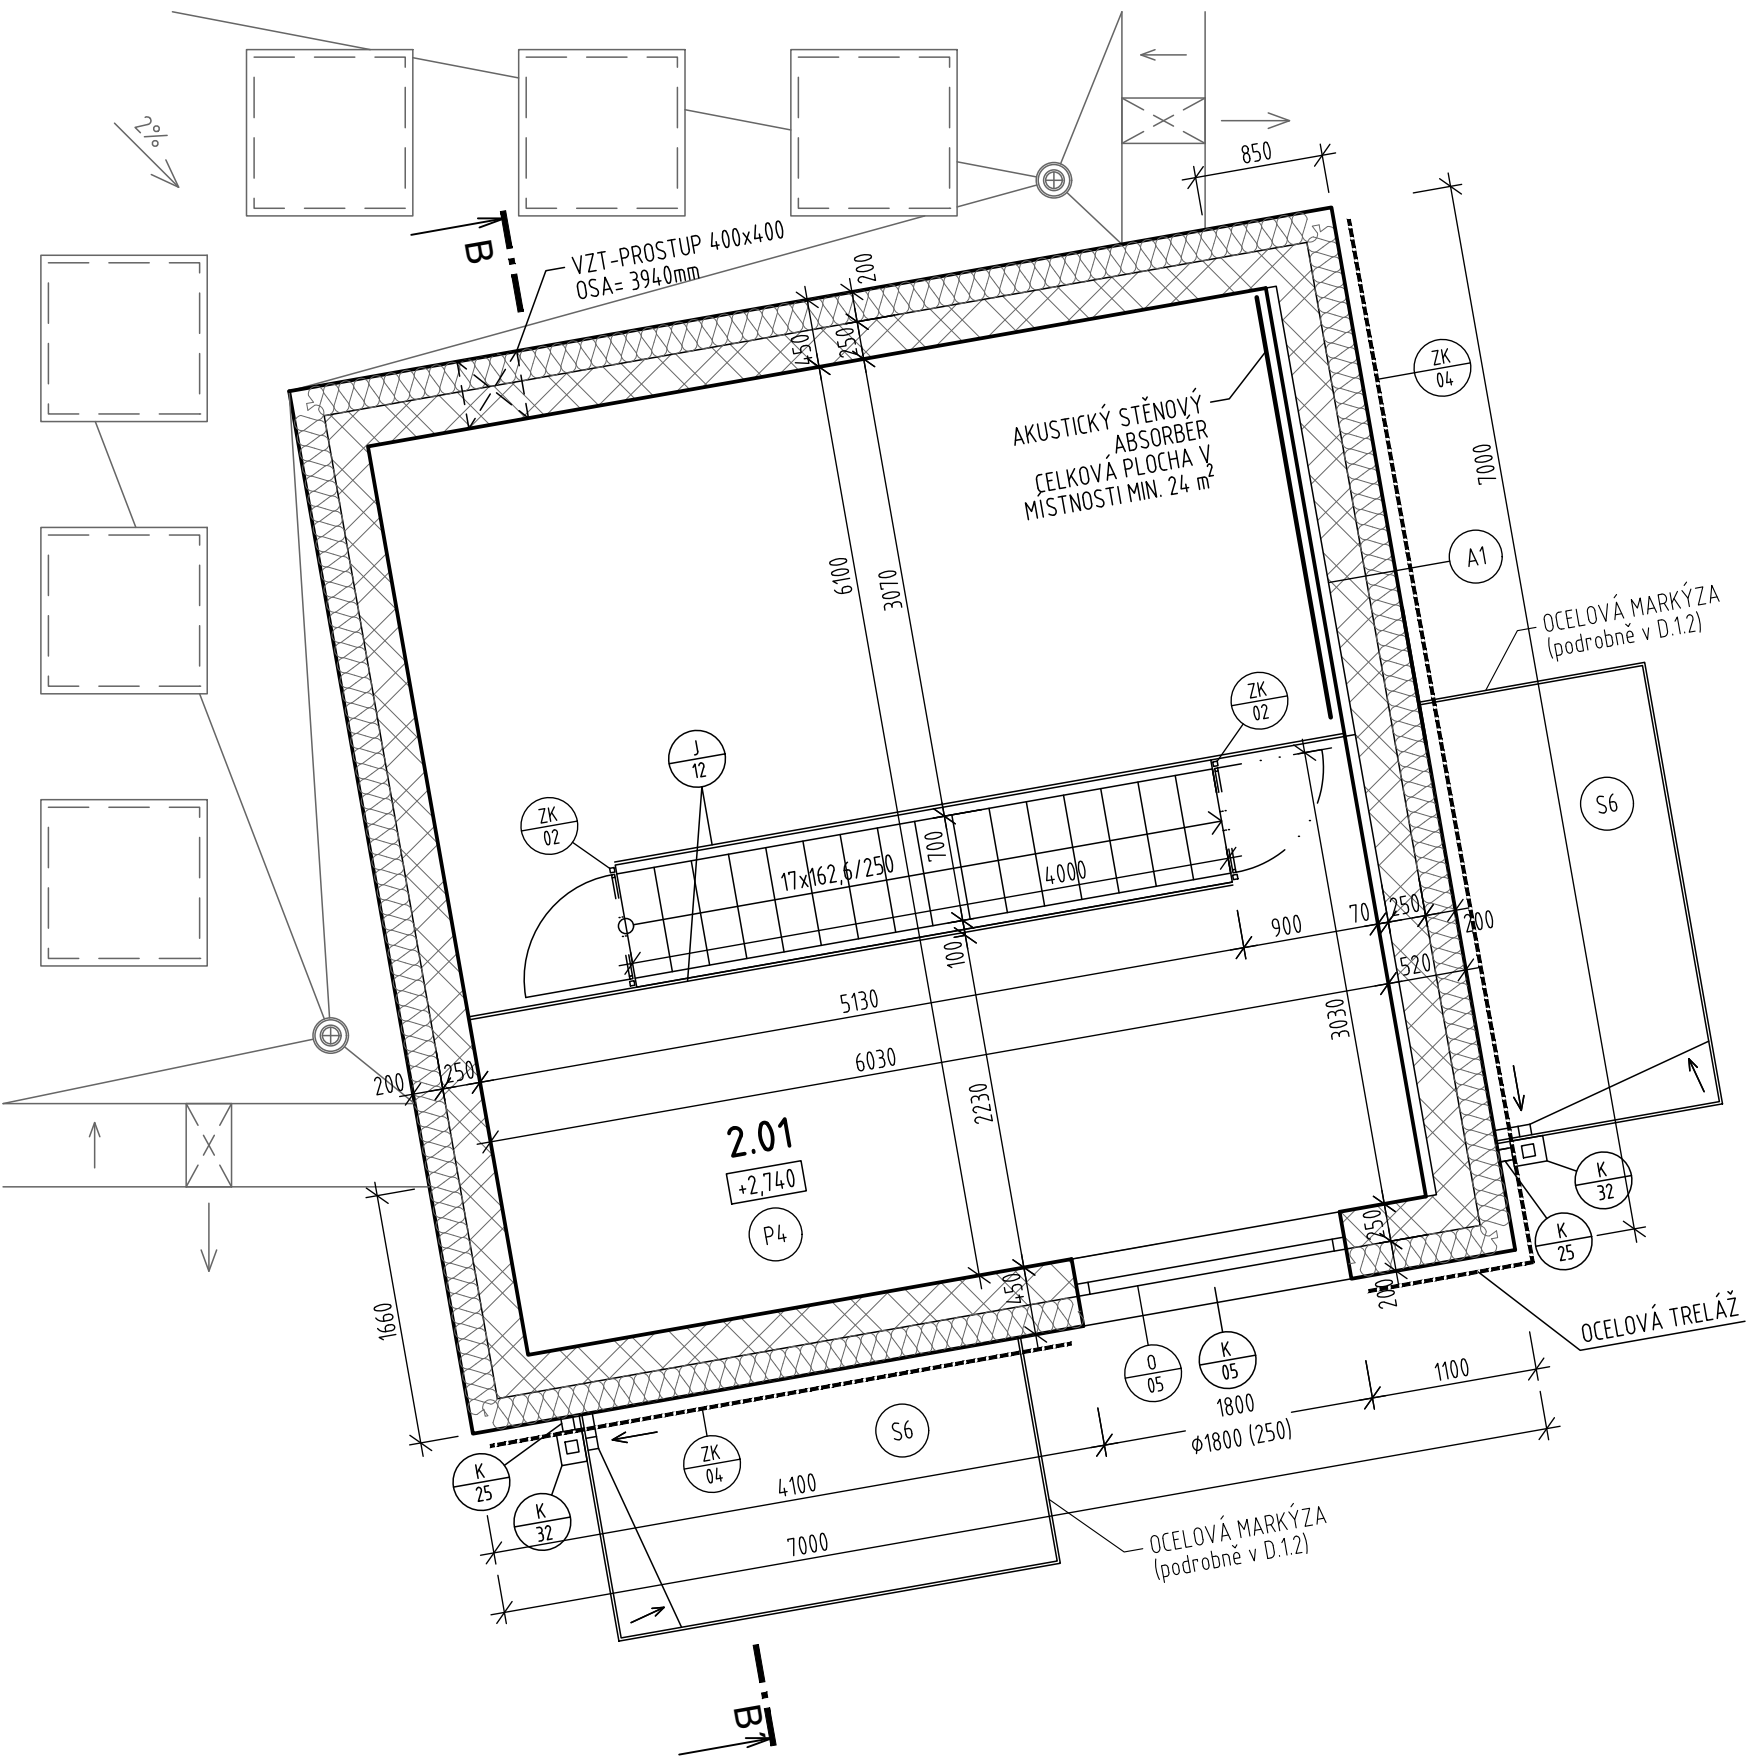 2%
850
B
VZT-PROSTUP 400x400
OSA= 3940mm
200
450
250
ZK
04
7000
AKUSTICKÝ STĚNOVÝ
ABSORBÉR
CELKOVÁ PLOCHA V
MÍSTNOSTI MIN. 24 m²
A1
6100
3070
OCELOVÁ MARKÝZA
(podrobně v D.1.2)
ZK
02
J
12
ZK
02
S6
17x162,6/250
700
4000
100
900
70
250
200
520
5130
6030
3030
200
250
2230
2.01
+2,740
P4
K
32
K
25
250
200
450
1660
OCELOVÁ TRELÁŽ
O
05
K
05
1100
1800
ø1800 (250)
S6
ZK
04
K
25
K
32
4100
7000
OCELOVÁ MARKÝZA
(podrobně v D.1.2)
B'